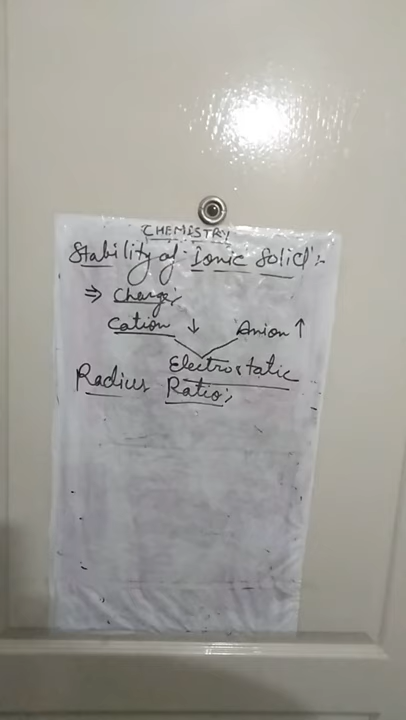 CHEMISTRY
Stability of Ionic Solid:-
⇒ Charge:
Cation ↓ Anion ↑
Electrostatic
Radius Ratio: